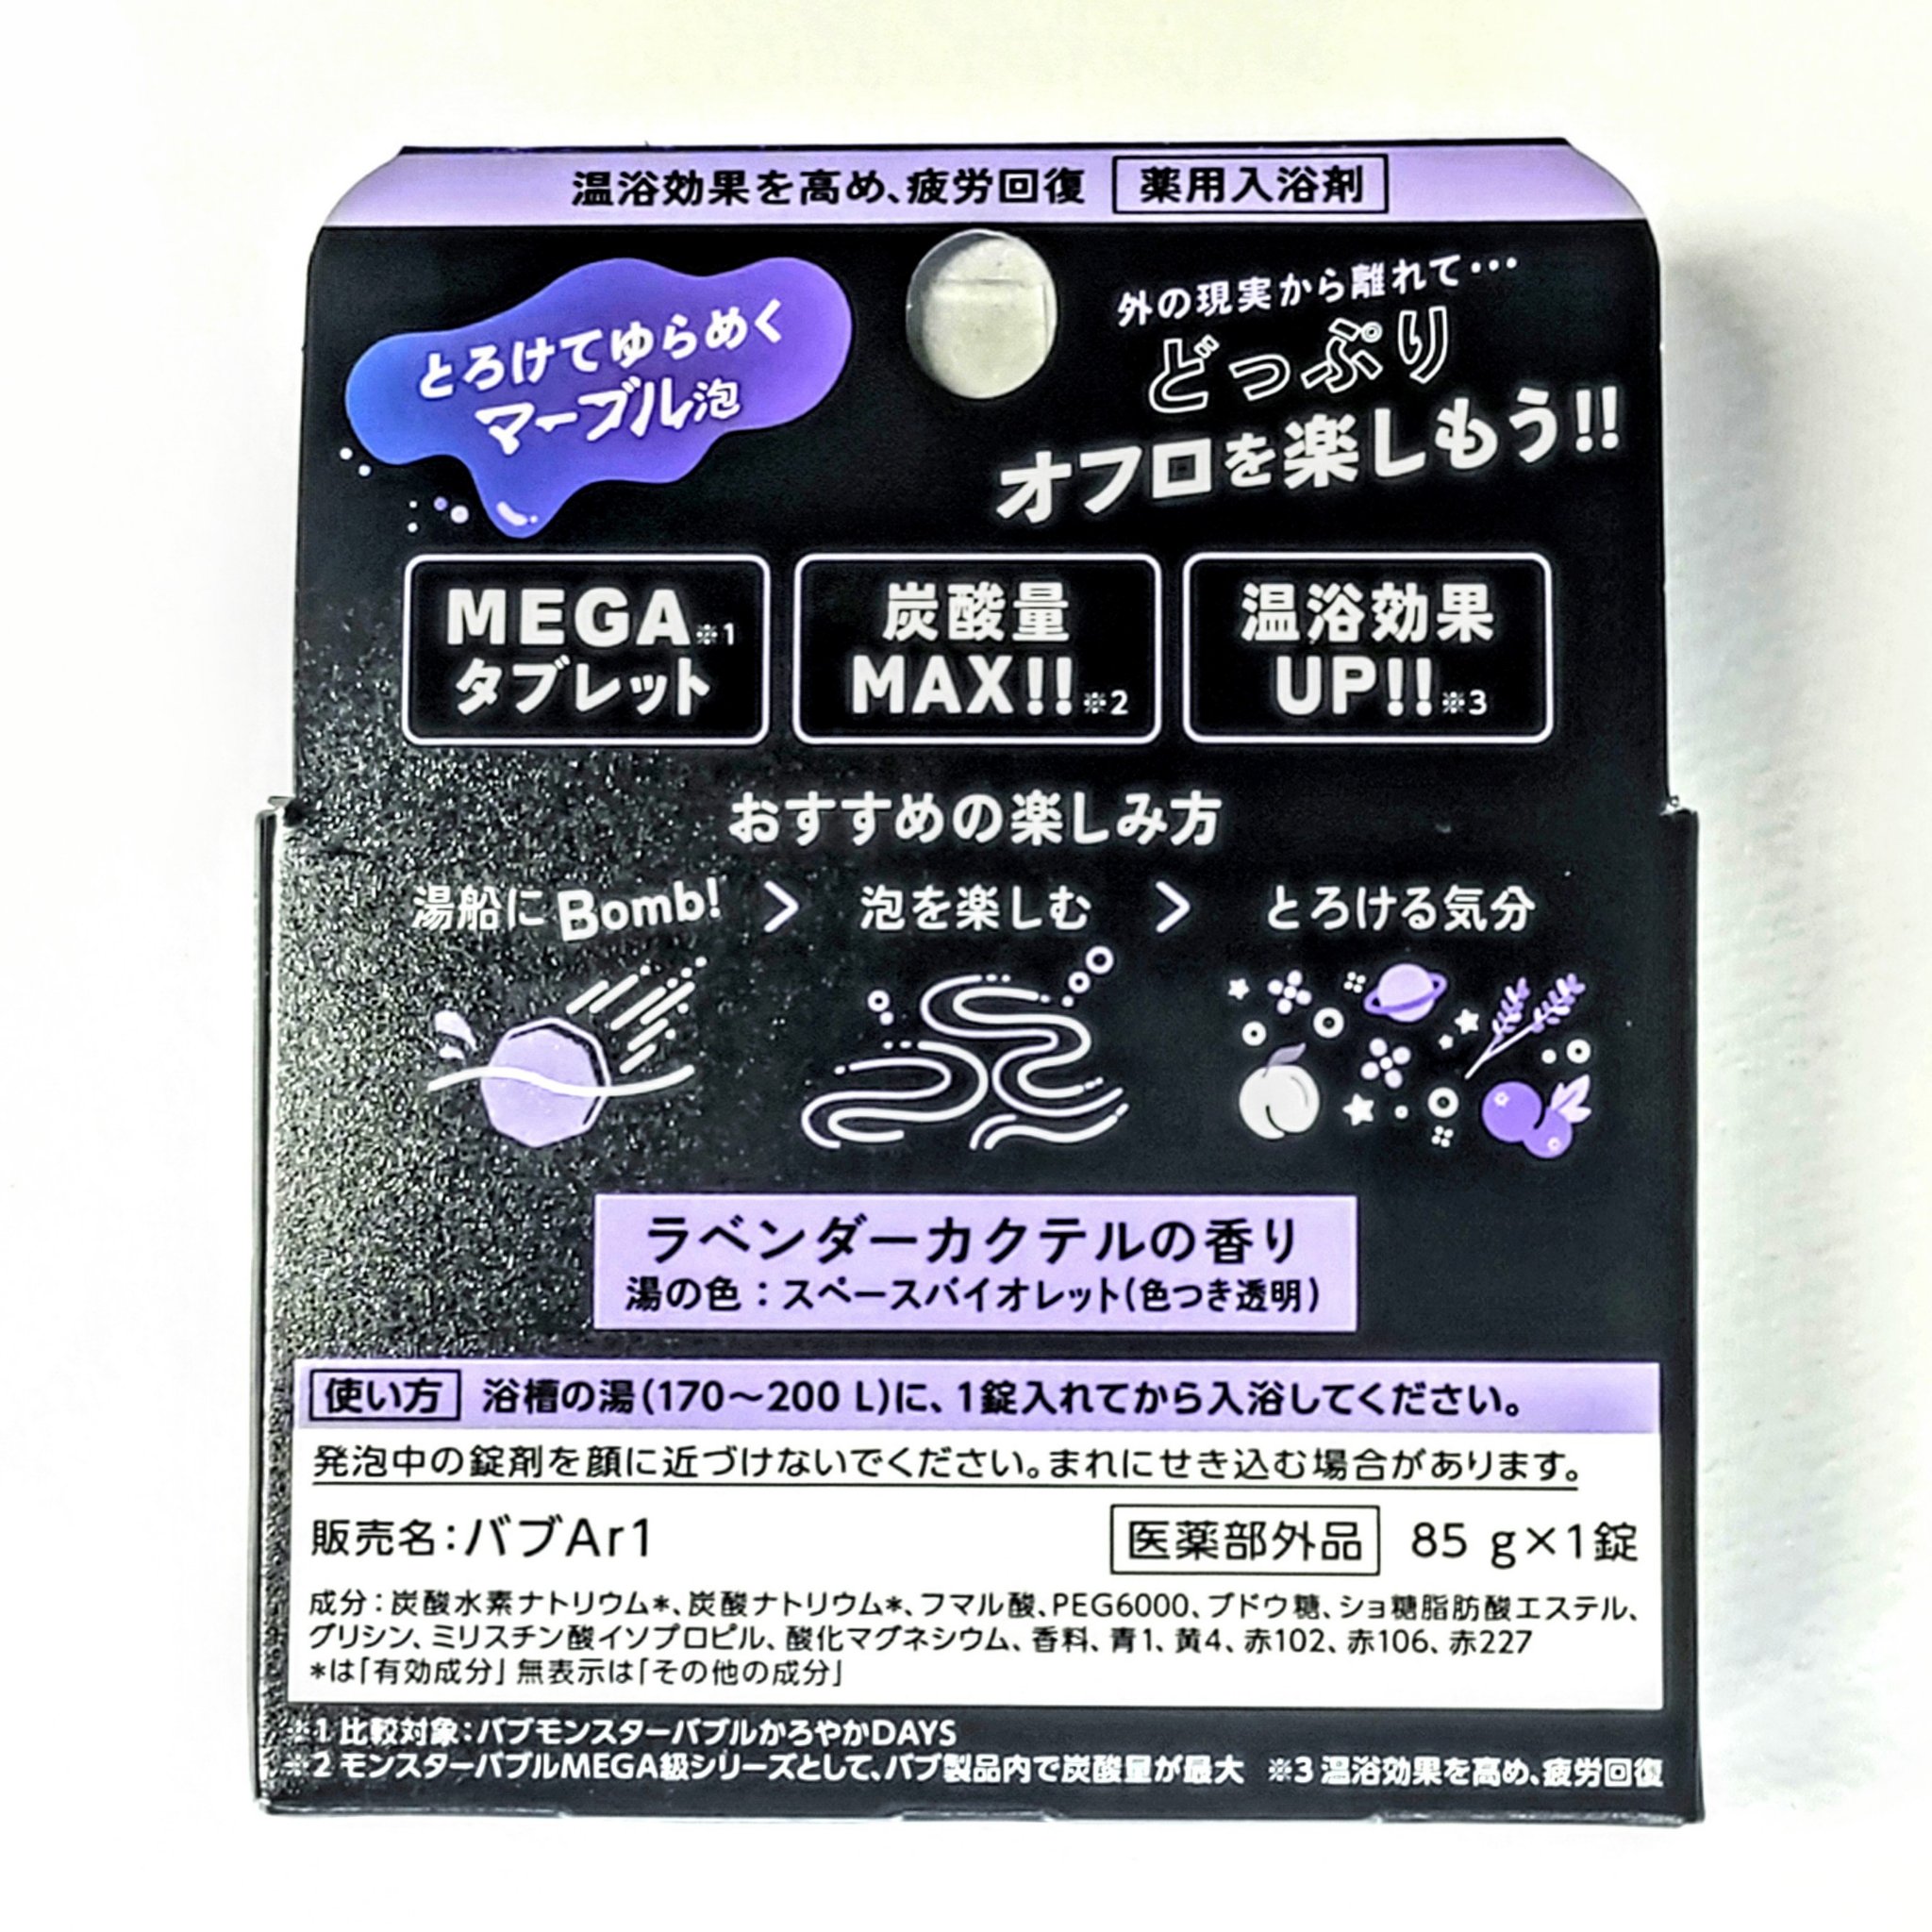 温浴効果を高め、疲労回復 薬用入浴剤
とろけてゆらめく
マーブル泡
外の現実から離れて…
どっぷり
オフロを楽しもう!!
MEGA※1
タブレット
炭酸量
MAX!!※2
温浴効果
UP!!※3
おすすめの楽しみ方
湯船にBomb! > 泡を楽しむ > とろける気分
ラベンダーカクテルの香り
湯の色：スペースバイオレット(色つき透明)
使い方 浴槽の湯(170～200 L)に、1錠入れてから入浴してください。
発泡中の錠剤を顔に近づけないでください。まれにせき込む場合があります。
販売名：バブAr1 医薬部外品 85 g×1錠
成分：炭酸水素ナトリウム*、炭酸ナトリウム*、フマル酸、PEG6000、ブドウ糖、ショ糖脂肪酸エステル、
グリシン、ミリスチン酸イソプロピル、酸化マグネシウム、香料、青1、黄4、赤102、赤106、赤227
*は「有効成分」無表示は「その他の成分」
※1 比較対象：バブモンスターバブルかろやかDAYS
※2 モンスターバブルMEGA級シリーズとして、バブ製品内で炭酸量が最大 ※3 温浴効果を高め、疲労回復